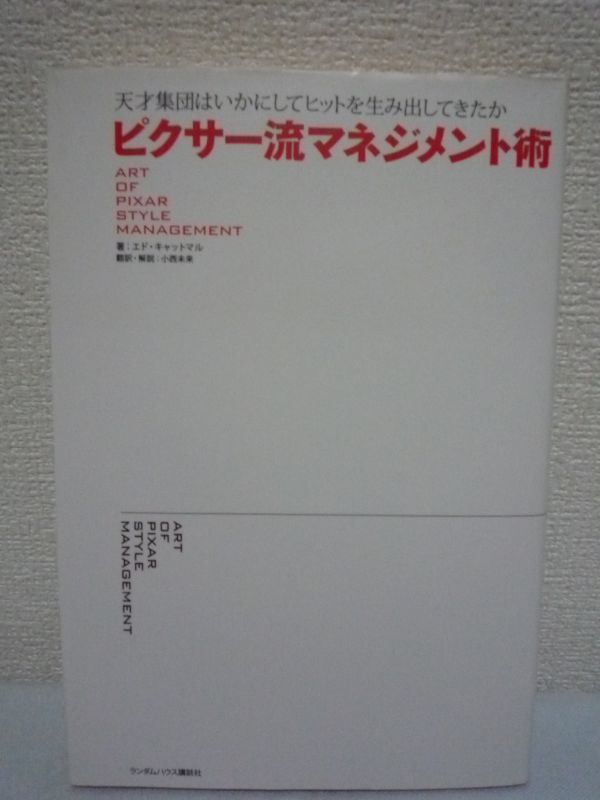 天才集団はいかにしてヒットを生み出してきたか
ピクサー流マネジメント術
ART
OF
PIXAR
STYLE
MANAGEMENT
著：エド・キャットマル
翻訳・解説：小西未来
ART
OF
PIXAR
STYLE
MANAGEMENT
ランダムハウス講談社